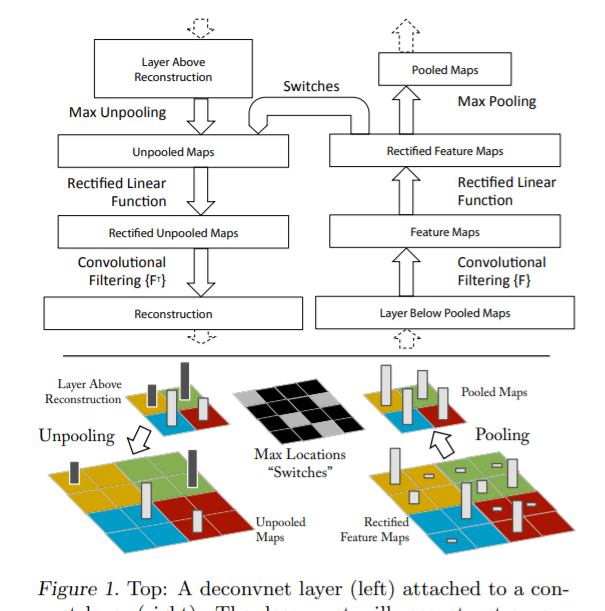 Layer Above
Reconstruction
Pooled Maps
Switches
Max Unpooling
Max Pooling
Unpooled Maps
Rectified Feature Maps
Rectified Linear
Function
Rectified Linear
Function
Rectified Unpooled Maps
Feature Maps
Convolutional
Filtering {Fᵀ}
Convolutional
Filtering {F}
Reconstruction
Layer Below Pooled Maps
Layer Above
Reconstruction
Pooled Maps
Unpooling
Max Locations
“Switches”
Pooling
Unpooled
Maps
Rectified
Feature Maps
Figure 1. Top: A deconvnet layer (left) attached to a con-